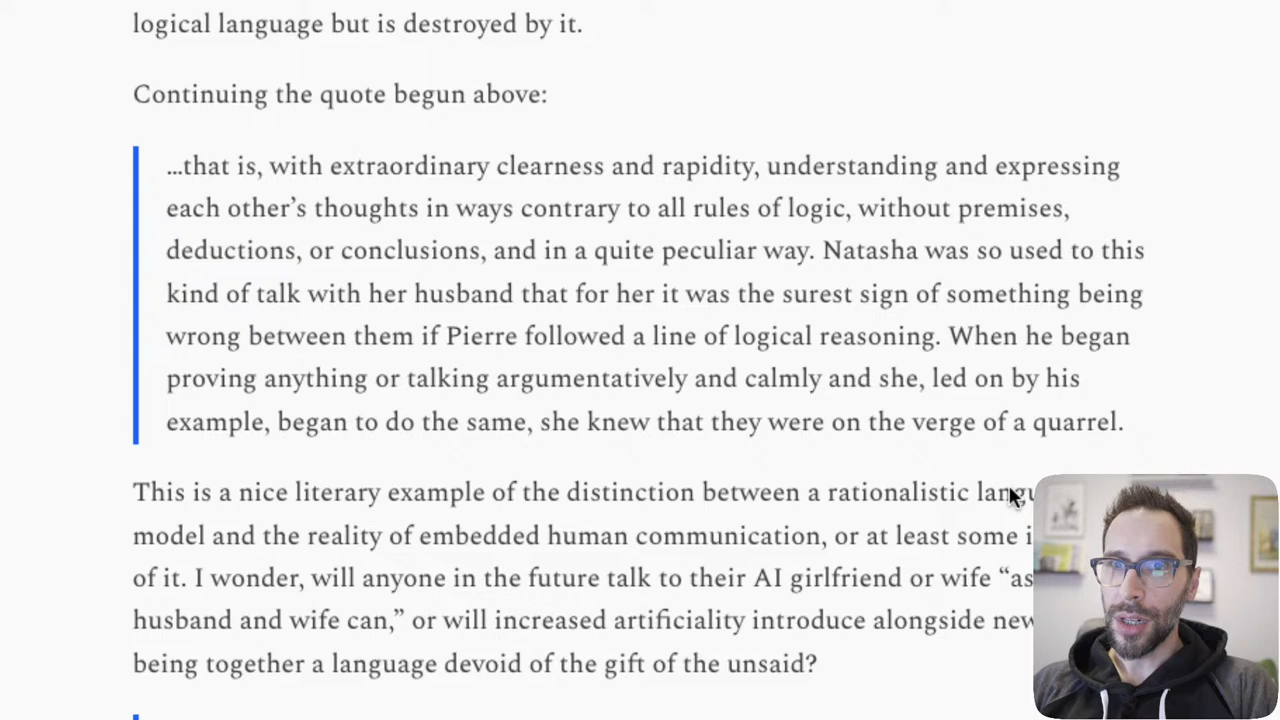 logical language but is destroyed by it.
Continuing the quote begun above:
...that is, with extraordinary clearness and rapidity, understanding and expressing
each other’s thoughts in ways contrary to all rules of logic, without premises,
deductions, or conclusions, and in a quite peculiar way. Natasha was so used to this
kind of talk with her husband that for her it was the surest sign of something being
wrong between them if Pierre followed a line of logical reasoning. When he began
proving anything or talking argumentatively and calmly and she, led on by his
example, began to do the same, she knew that they were on the verge of a quarrel.
This is a nice literary example of the distinction between a rationalistic
model and the reality of embedded human communication, or at least some
of it. I wonder, will anyone in the future talk to their AI girlfriend or wife “as
husband and wife can,” or will increased artificiality introduce alongside new
being together a language devoid of the gift of the unsaid?